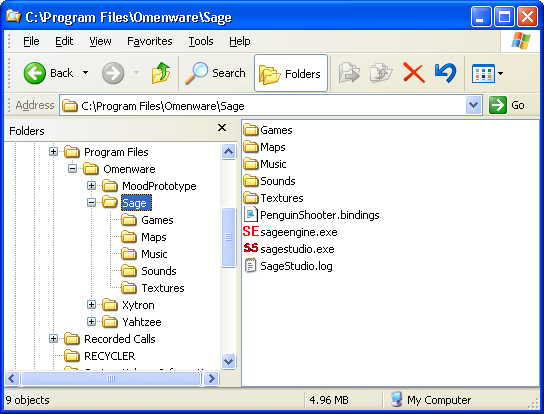 C:\Program Files\Omenware\Sage
File Edit View Favorites Tools Help
Back Search Folders
Address C:\Program Files\Omenware\Sage Go
Folders
Program Files
Omenware
MoodPrototype
Sage
Games
Maps
Music
Sounds
Textures
Xytron
Yahtzee
Recorded Calls
RECYCLER
Games
Maps
Music
Sounds
Textures
PenguinShooter.bindings
SE sageengine.exe
SS sagestudio.exe
SageStudio.log
9 objects 4.96 MB My Computer